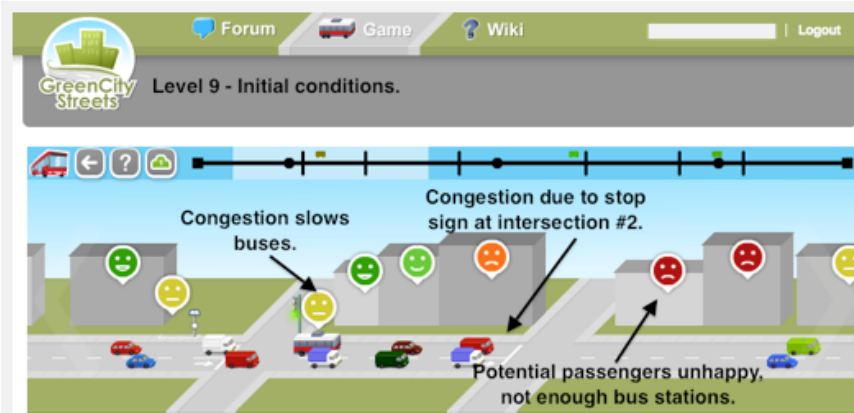 Forum
Game
? Wiki
| Logout
GreenCity
Streets
Level 9 - Initial conditions.
?
Congestion slows
buses.
Congestion due to stop
sign at intersection #2.
Potential passengers unhappy,
not enough bus stations.